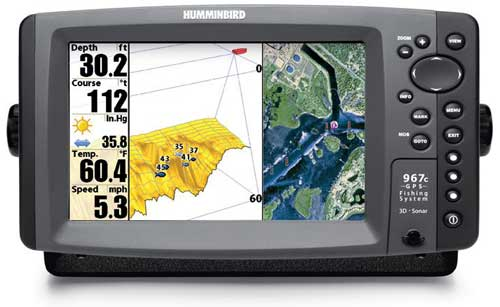 HUMMINBIRD
Depth ft
30.2
Course °t
112
In.Hg
35.8
Temp. °F
60.4
Speed mph
5.3
0
60
35
43
37
45
41
ZOOM
- + VIEW
INFO
MARK
MENU
MOB
GOTO
EXIT
967c
GPS
Fishing
System
3D • Sonar